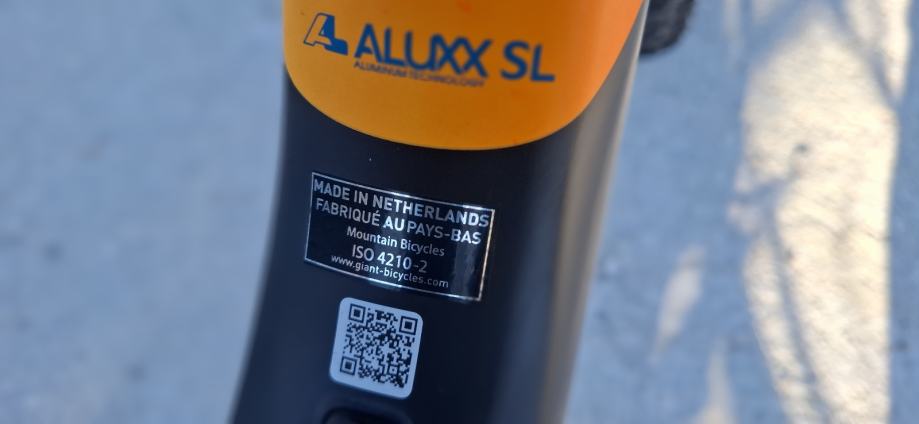 ALUXX SL
ALUMINUM TECHNOLOGY
MADE IN NETHERLANDS
FABRIQUÉ AU PAYS-BAS
Mountain Bicycles
ISO 4210-2
www.giant-bicycles.com